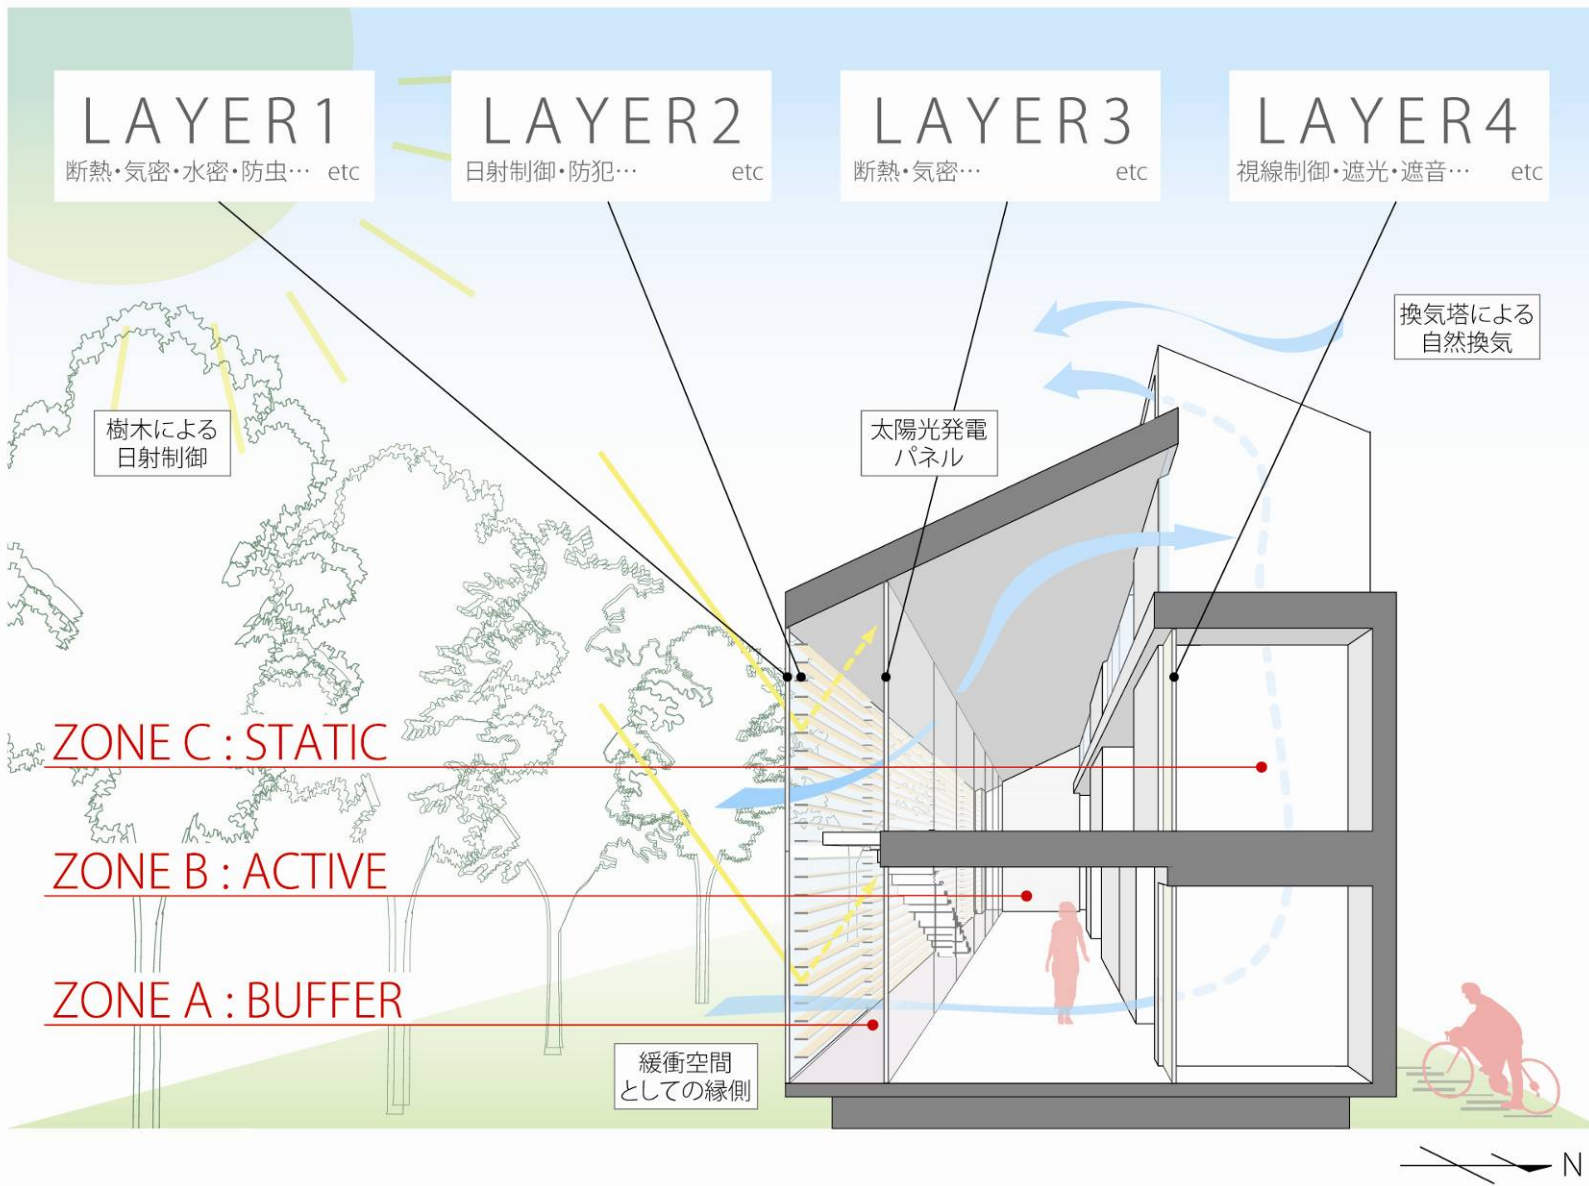 LAYER1
断熱・気密・水密・防虫… etc
LAYER2
日射制御・防犯… etc
LAYER3
断熱・気密… etc
LAYER4
視線制御・遮光・遮音… etc
換気塔による
自然換気
樹木による
日射制御
太陽光発電
パネル
ZONE C : STATIC
ZONE B : ACTIVE
ZONE A : BUFFER
緩衝空間
としての縁側
N